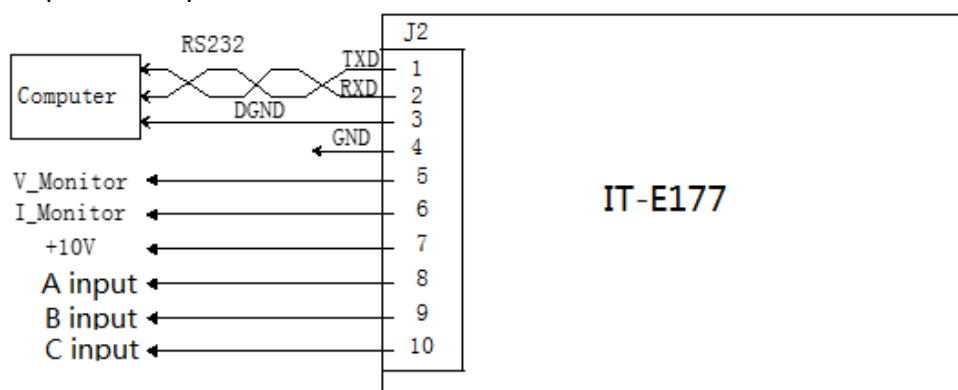 J2
RS232
TXD
1
Computer
RXD
2
DGND
3
GND
4
V_Monitor
5
I_Monitor
6
IT-E177
+10V
7
A input
8
B input
9
C input
10